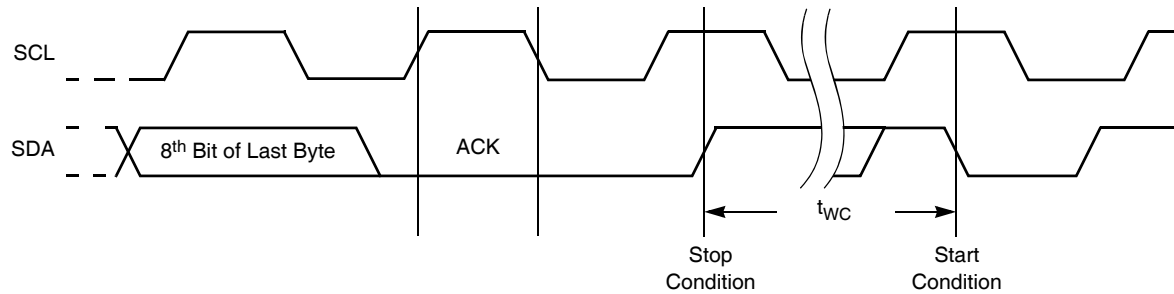 SCL
SDA
8th Bit of Last Byte
ACK
tWC
Stop
Condition
Start
Condition